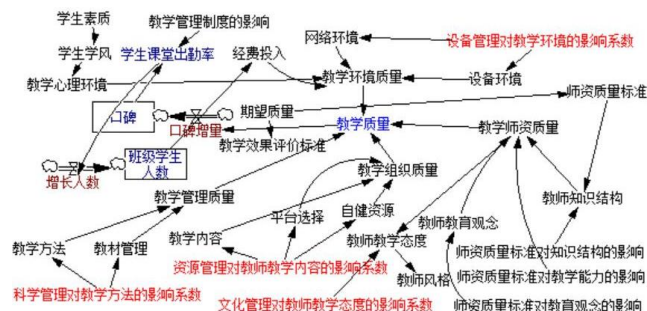 学生素质
教学管理制度的影响
网络环境
设备管理对教学环境的影响系数
学生学风
学生课堂出勤率
经费投入
教学心理环境
教学环境质量
设备环境
师资质量标准
口碑
口碑增量
期望质量
教学质量
教学师资质量
教学效果评价标准
班级学生
人数
增长人数
教学组织质量
教学管理质量
教师知识结构
平台选择
自健资源
教师教育观念
教学方法
教材管理
教学内容
教师教学态度
师资质量标准对知识结构的影响
资源管理对教师教学内容的影响系数
教师风格
师资质量标准对教学能力的影响
科学管理对教学方法的影响系数
文化管理对教师教学态度的影响系数
师资质量标准对教育观念的影响